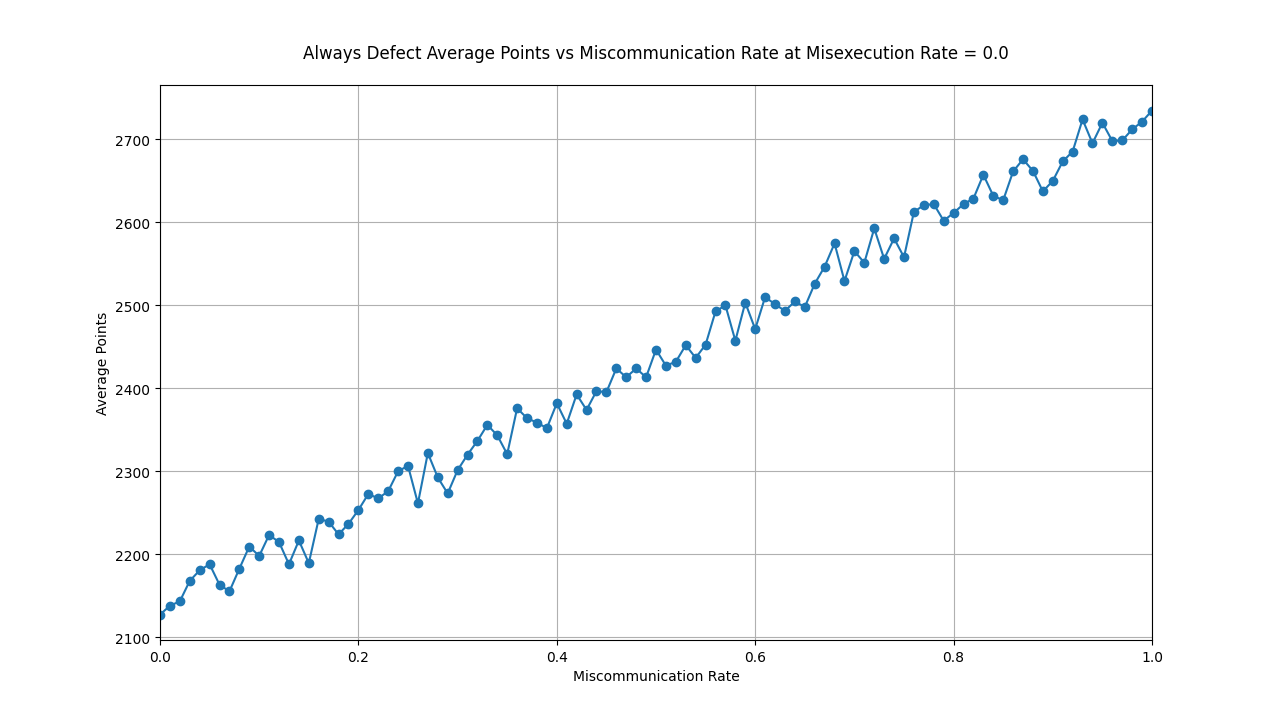 Always Defect Average Points vs Miscommunication Rate at Misexecution Rate = 0.0
Average Points
2700
2600
2500
2400
2300
2200
2100
0.0 0.2 0.4 0.6 0.8 1.0
Miscommunication Rate